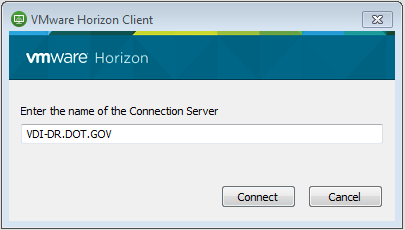 VMware Horizon Client
vmware Horizon
Enter the name of the Connection Server
VDI-DR.DOT.GOV
Connect Cancel